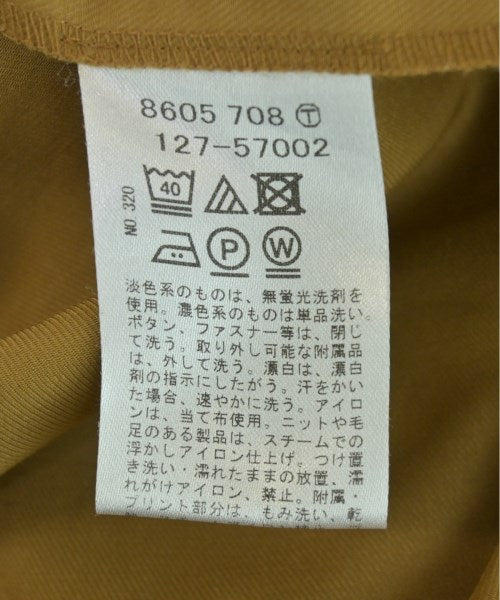 8605 708 Ⓣ
127-57002
NO 320
40
P
W
淡色系のものは、無蛍光洗剤を
使用。濃色系のものは単品洗い。
ボタン、ファスナー等は、閉じ
て洗う。取り外し可能な附属品
は、外して洗う。漂白は、漂白
剤の指示にしたがう。汗をかい
た場合、速やかに洗う。アイロ
ンは、当て布使用。ニットや毛
足のある製品は、スチームでの
浮かしアイロン仕上げ。つけ置
き洗い・濡れたままの放置、濡
れがけアイロン、禁止。附属・
プリント部分は、もみ洗い、乾